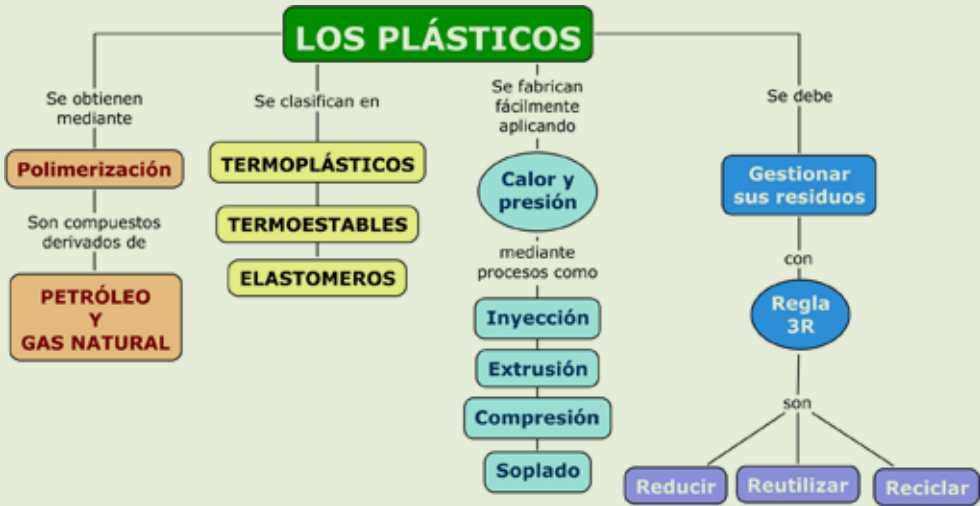 LOS PLÁSTICOS
Se obtienen
mediante
Polimerización
Son compuestos
derivados de
PETRÓLEO
Y
GAS NATURAL
Se clasifican en
TERMOPLÁSTICOS
TERMOESTABLES
ELASTOMEROS
Se fabrican
fácilmente
aplicando
Calor y
presión
mediante
procesos como
Inyección
Extrusión
Compresión
Soplado
Se debe
Gestionar
sus residuos
con
Regla
3R
son
Reducir
Reutilizar
Reciclar